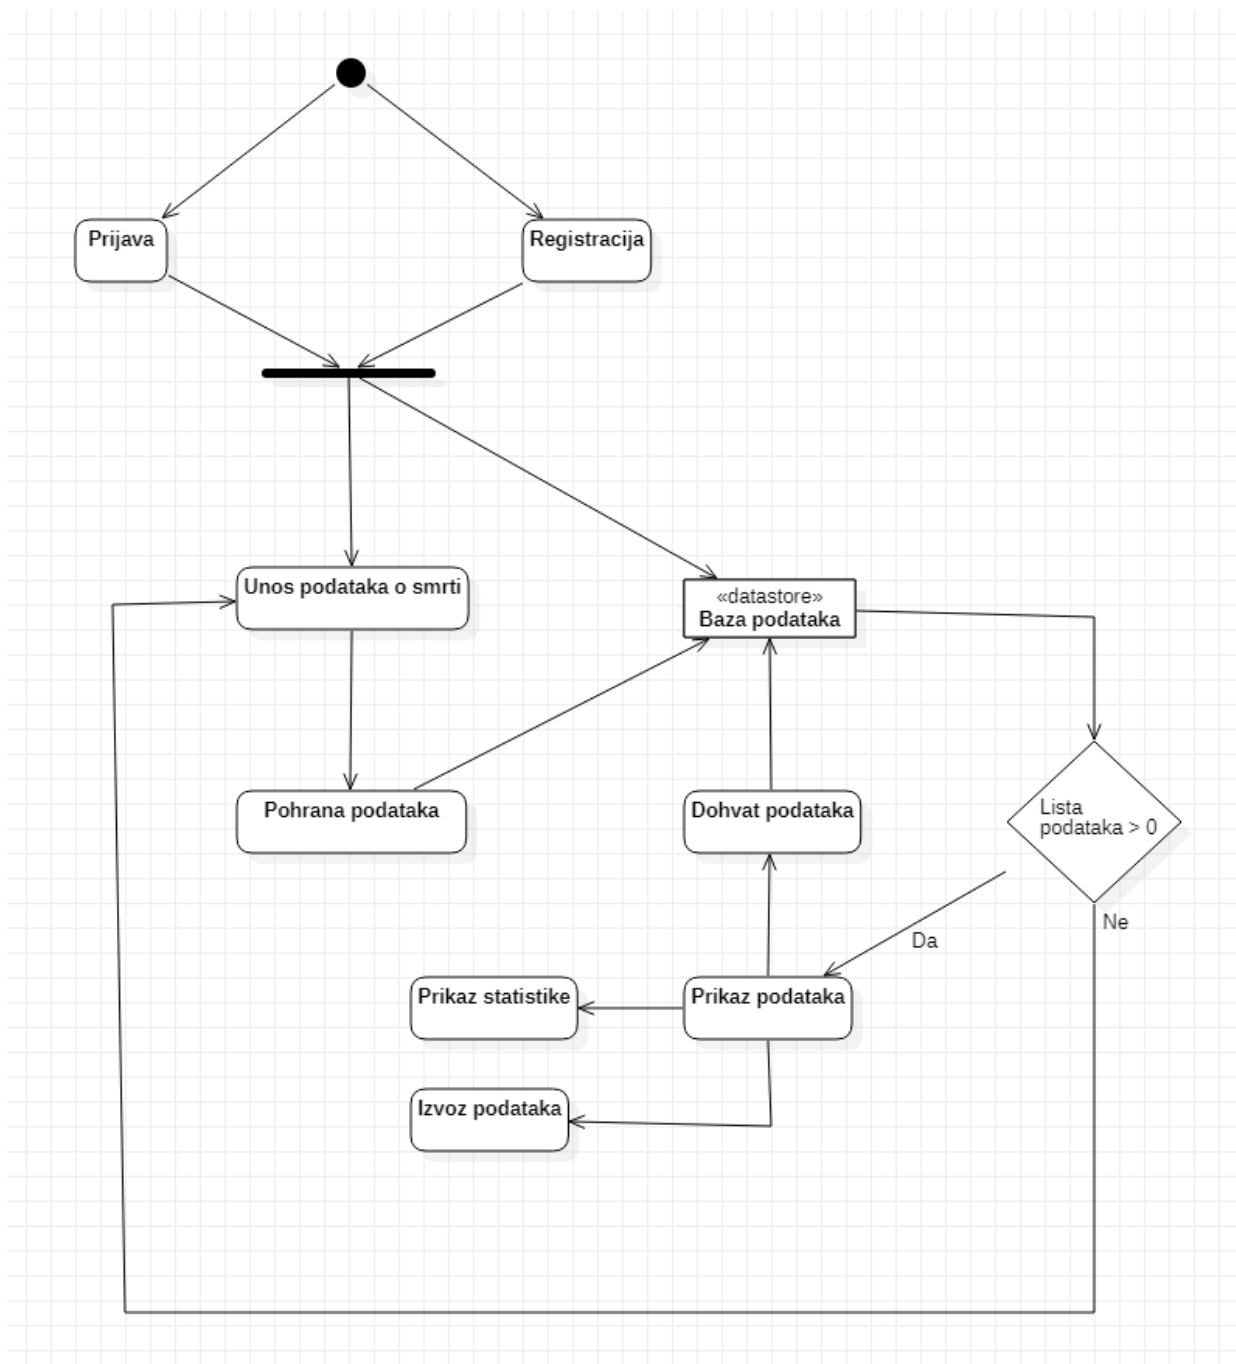 Prijava
Registracija
Unos podataka o smrti
«datastore»
Baza podataka
Pohrana podataka
Dohvat podataka
Lista
podataka > 0
Ne
Da
Prikaz statistike
Prikaz podataka
Izvoz podataka